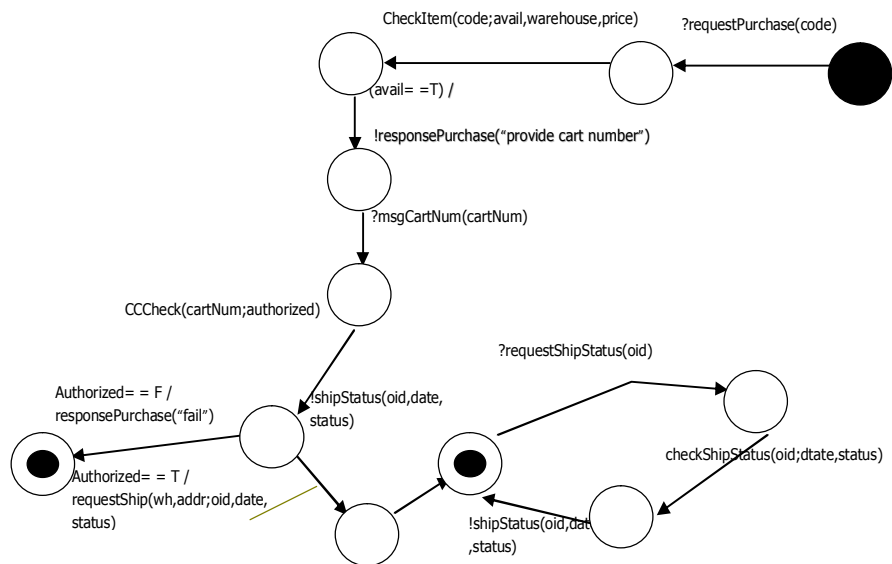 CheckItem(code;avail,warehouse,price)
?requestPurchase(code)
(avail= =T) /
!responsePurchase(“provide cart number”)
?msgCartNum(cartNum)
CCCheck(cartNum;authorized)
?requestShipStatus(oid)
Authorized= = F /
responsePurchase(“fail”)
!shipStatus(oid,date,
status)
checkShipStatus(oid;dtate,status)
Authorized= = T /
requestShip(wh,addr;oid,date,
status)
!shipStatus(oid,dat
,status)